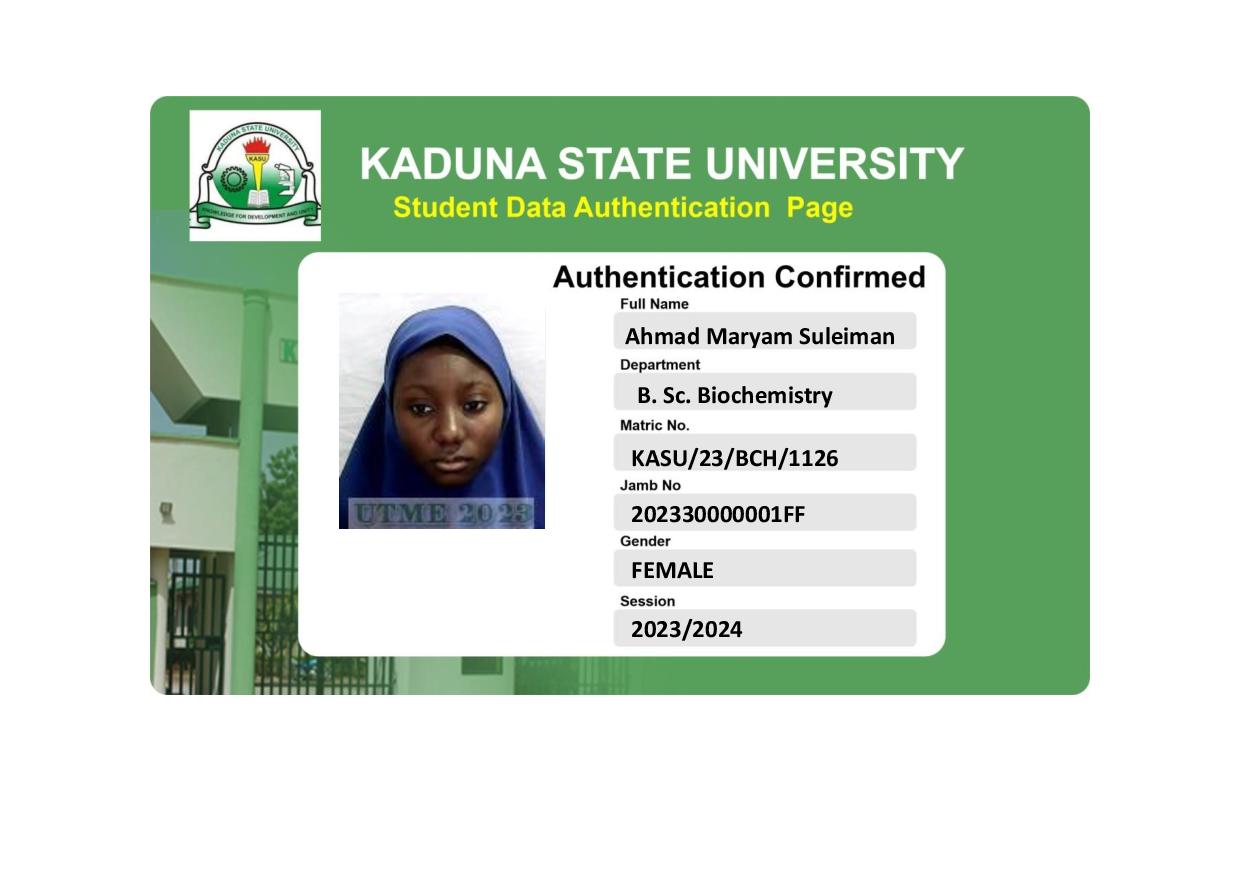 KADUNA STATE UNIVERSITY
KASU
KNOWLEDGE FOR DEVELOPMENT AND UNITY
KADUNA STATE UNIVERSITY
Student Data Authentication Page
Authentication Confirmed
Full Name
Ahmad Maryam Suleiman
Department
B. Sc. Biochemistry
Matric No.
KASU/23/BCH/1126
Jamb No
202330000001FF
Gender
FEMALE
Session
2023/2024
UTME 2023
K